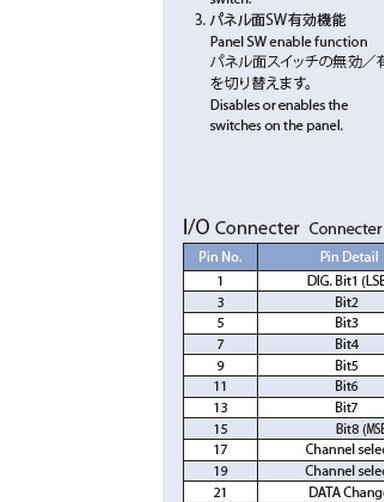 switch.
3. パネル面SW有効機能
Panel SW enable function
パネル面スイッチの無効／有
を切り替えます。
Disables or enables the
switches on the panel.
I/O Connecter Connecter
Pin No. Pin Detail
1 DIG. Bit1 (LSB
3 Bit2
5 Bit3
7 Bit4
9 Bit5
11 Bit6
13 Bit7
15 Bit8 (MSB
17 Channel selec
19 Channel selec
21 DATA Chang